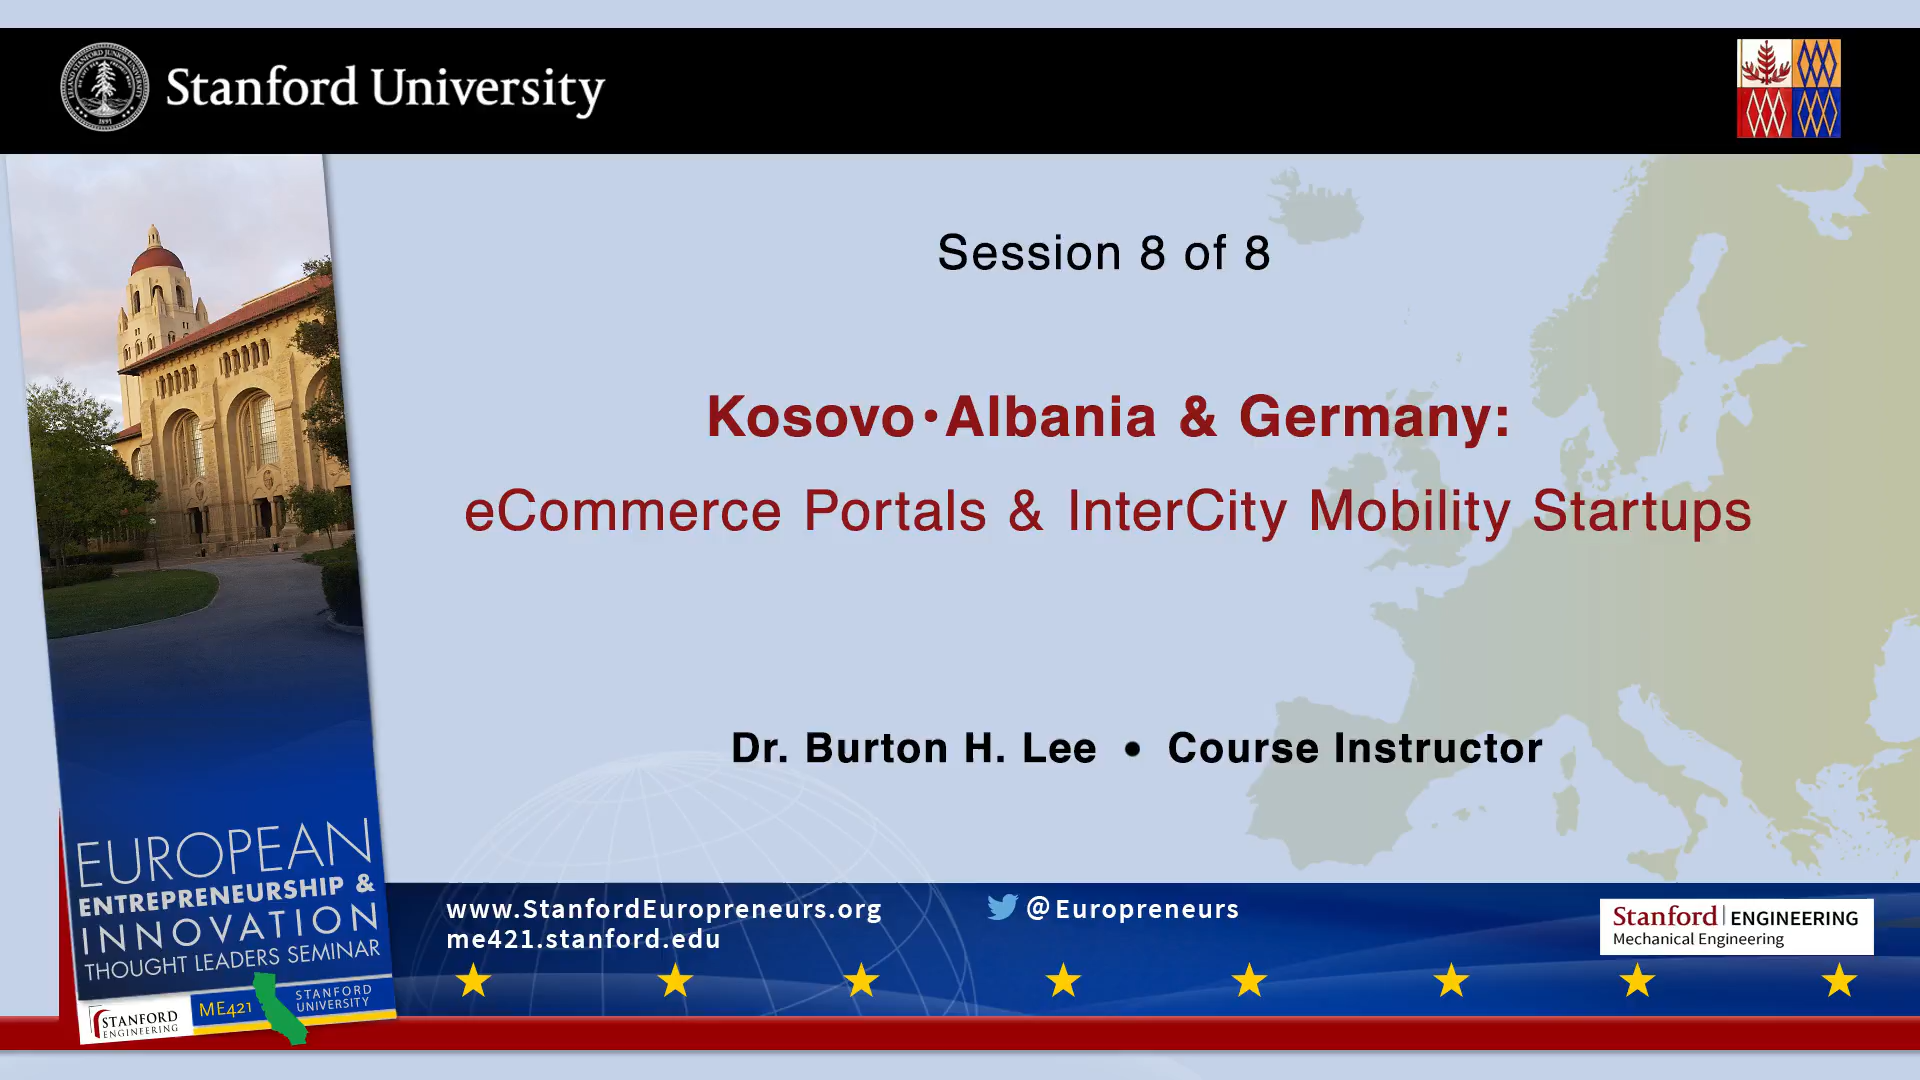 Stanford University
Session 8 of 8
Kosovo•Albania & Germany:
eCommerce Portals & InterCity Mobility Startups
Dr. Burton H. Lee • Course Instructor
EUROPEAN
ENTREPRENEURSHIP &
INNOVATION
THOUGHT LEADERS SEMINAR
STANFORD
ENGINEERING
ME421
STANFORD
UNIVERSITY
www.StanfordEuropreneurs.org
me421.stanford.edu
@Europreneurs
Stanford | ENGINEERING
Mechanical Engineering